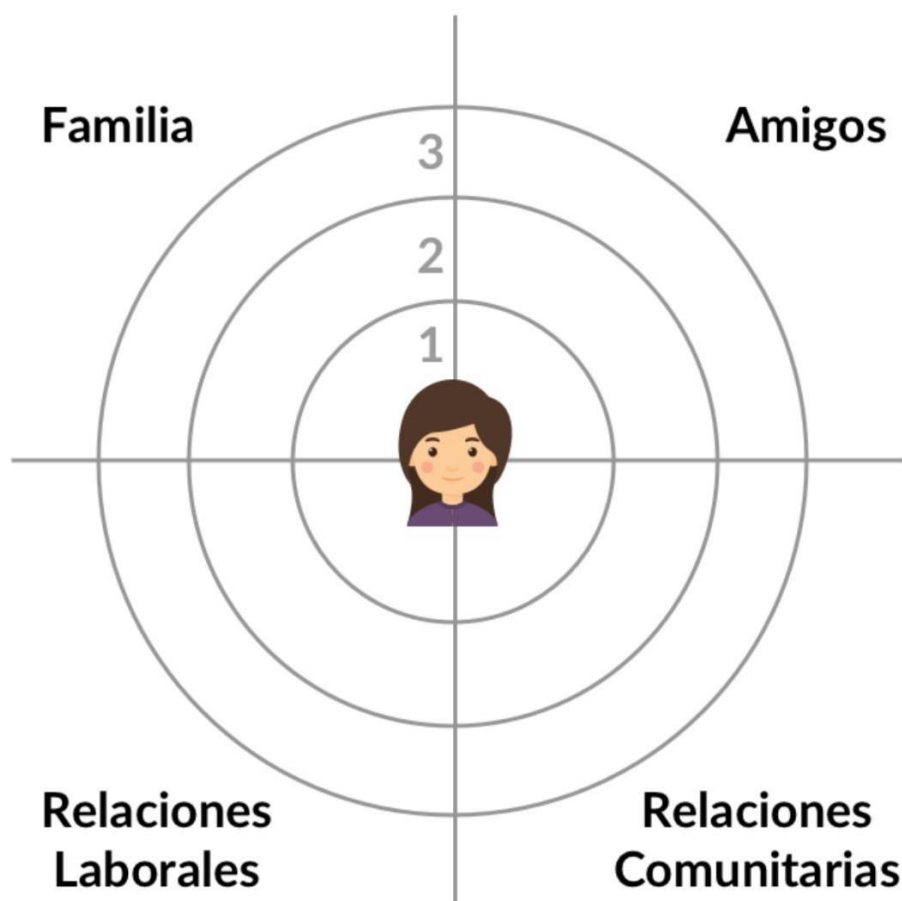 Familia
Amigos
3
2
1
Relaciones
Laborales
Relaciones
Comunitarias